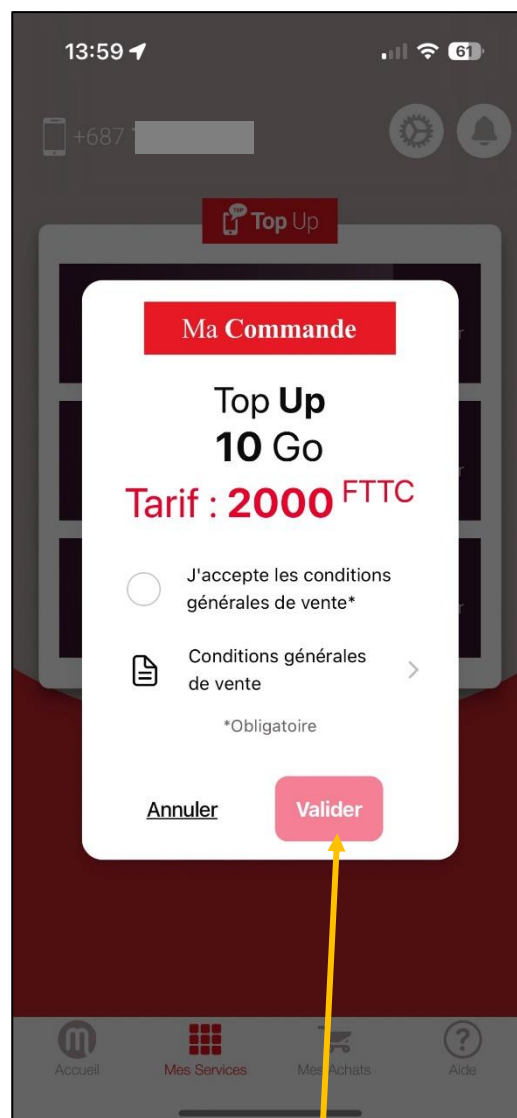 13:59
61
+687
TOP
Top Up
r
r
r
Ma Commande
Top Up
10 Go
Tarif : 2000 FTTC
J'accepte les conditions
générales de vente*
Conditions générales
de vente
*Obligatoire
Annuler
Valider
Accueil
Mes Services
Mes Achats
Aide